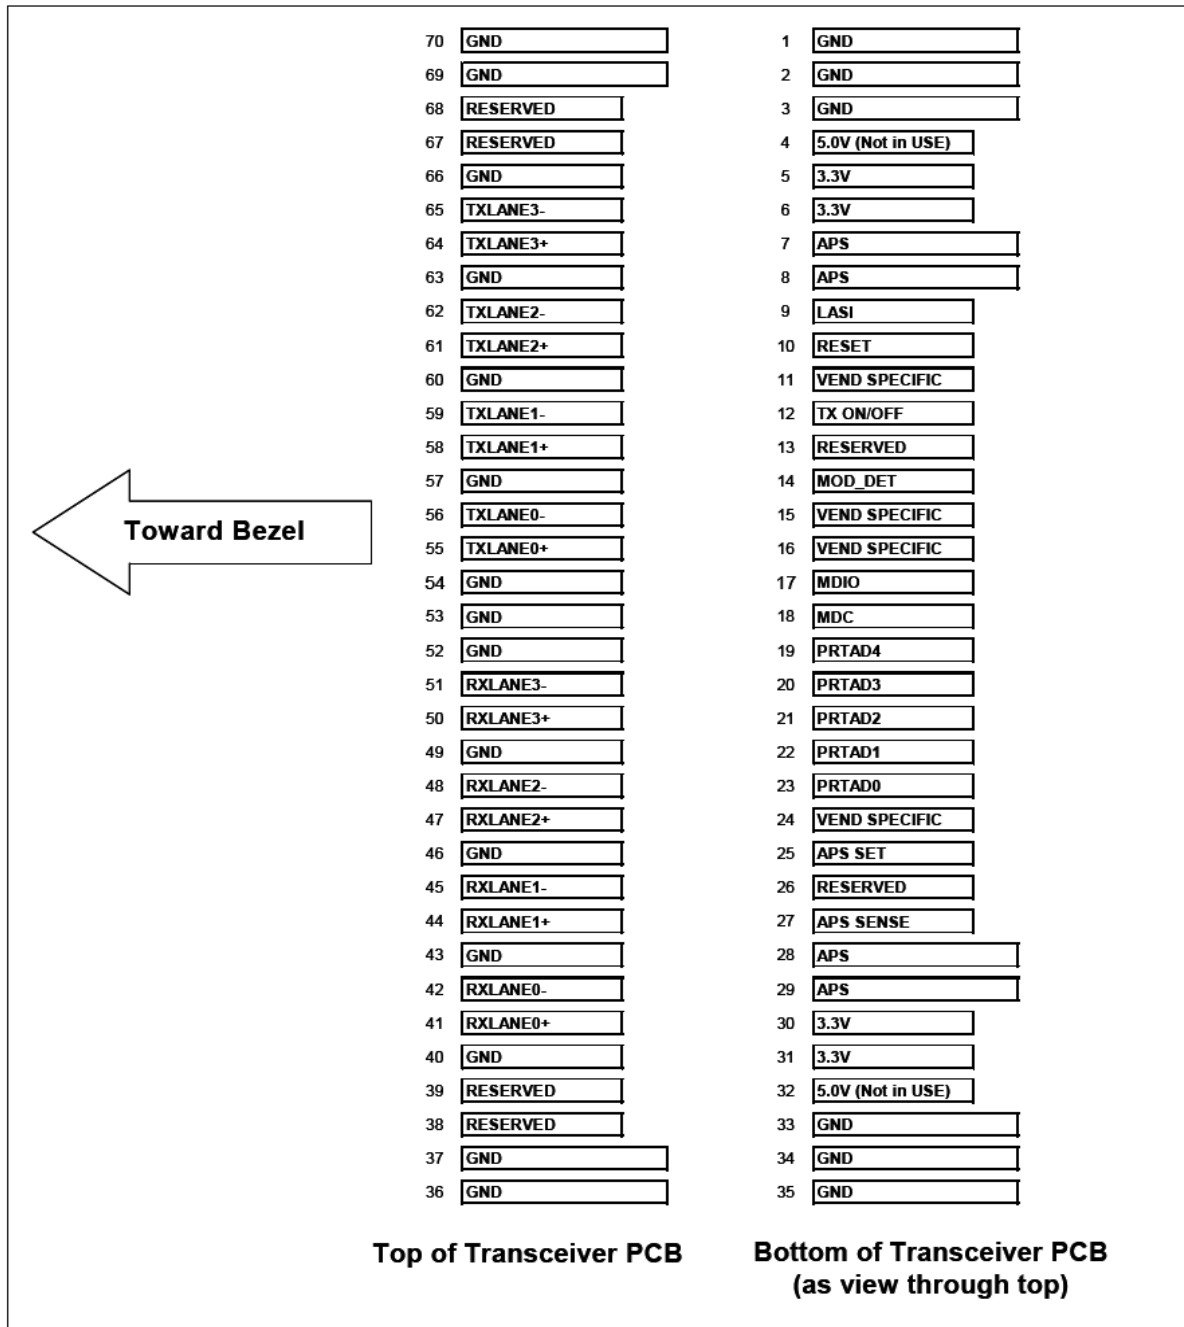 70 GND 1 GND
69 GND 2 GND
68 RESERVED 3 GND
67 RESERVED 4 5.0V (Not in USE)
66 GND 5 3.3V
65 TXLANE3- 6 3.3V
64 TXLANE3+ 7 APS
63 GND 8 APS
62 TXLANE2- 9 LASI
61 TXLANE2+ 10 RESET
60 GND 11 VEND SPECIFIC
59 TXLANE1- 12 TX ON/OFF
58 TXLANE1+ 13 RESERVED
57 GND 14 MOD_DET
56 TXLANE0- 15 VEND SPECIFIC
Toward Bezel
55 TXLANE0+ 16 VEND SPECIFIC
54 GND 17 MDIO
53 GND 18 MDC
52 GND 19 PRTAD4
51 RXLANE3- 20 PRTAD3
50 RXLANE3+ 21 PRTAD2
49 GND 22 PRTAD1
48 RXLANE2- 23 PRTAD0
47 RXLANE2+ 24 VEND SPECIFIC
46 GND 25 APS SET
45 RXLANE1- 26 RESERVED
44 RXLANE1+ 27 APS SENSE
43 GND 28 APS
42 RXLANE0- 29 APS
41 RXLANE0+ 30 3.3V
40 GND 31 3.3V
39 RESERVED 32 5.0V (Not in USE)
38 RESERVED 33 GND
37 GND 34 GND
36 GND 35 GND
Top of Transceiver PCB
Bottom of Transceiver PCB
(as view through top)